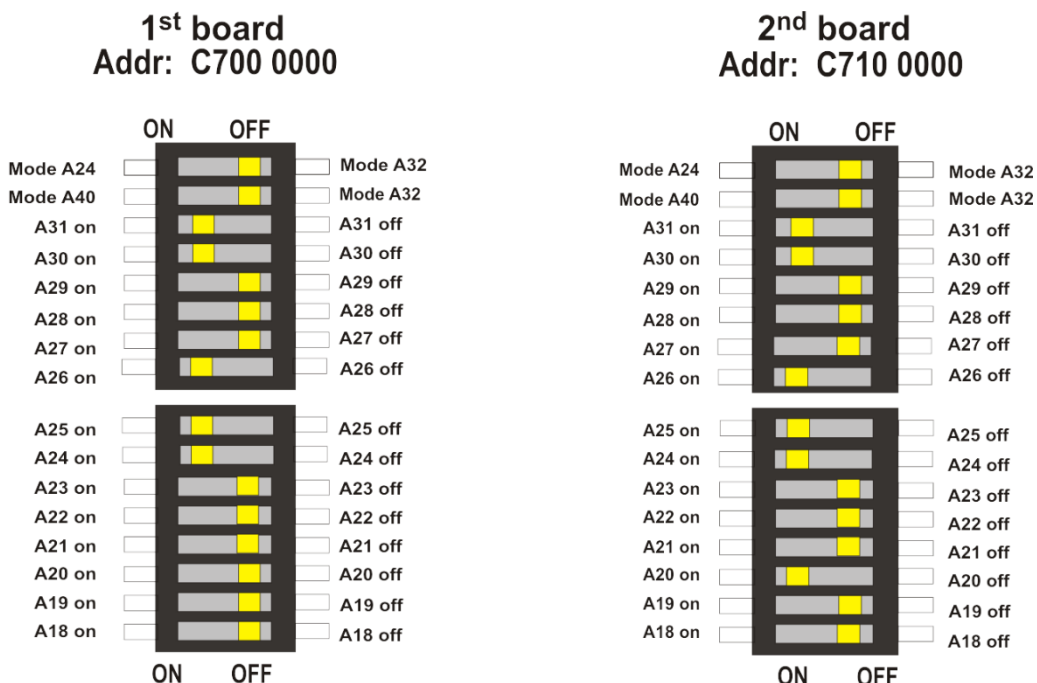 1st board
Addr: C700 0000
ON OFF
Mode A24 Mode A32
Mode A40 Mode A32
A31 on A31 off
A30 on A30 off
A29 on A29 off
A28 on A28 off
A27 on A27 off
A26 on A26 off
A25 on A25 off
A24 on A24 off
A23 on A23 off
A22 on A22 off
A21 on A21 off
A20 on A20 off
A19 on A19 off
A18 on A18 off
ON OFF
2nd board
Addr: C710 0000
ON OFF
Mode A24 Mode A32
Mode A40 Mode A32
A31 on A31 off
A30 on A30 off
A29 on A29 off
A28 on A28 off
A27 on A27 off
A26 on A26 off
A25 on A25 off
A24 on A24 off
A23 on A23 off
A22 on A22 off
A21 on A21 off
A20 on A20 off
A19 on A19 off
A18 on A18 off
ON OFF